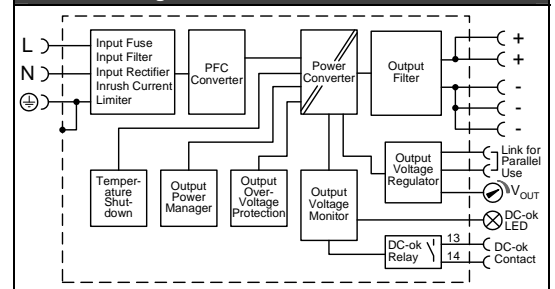 L
N
Input Fuse
Input Filter
Input Rectifier
Inrush Current
Limiter
PFC
Converter
Power
Converter
Output
Filter
+
+
-
-
-
Temper-
ature
Shut-
down
Output
Power
Manager
Output
Over-
Voltage
Protection
Output
Voltage
Monitor
Output
Voltage
Regulator
Link for
Parallel
Use
VOUT
DC-ok
LED
DC-ok
Relay
13
14
DC-ok
Contact